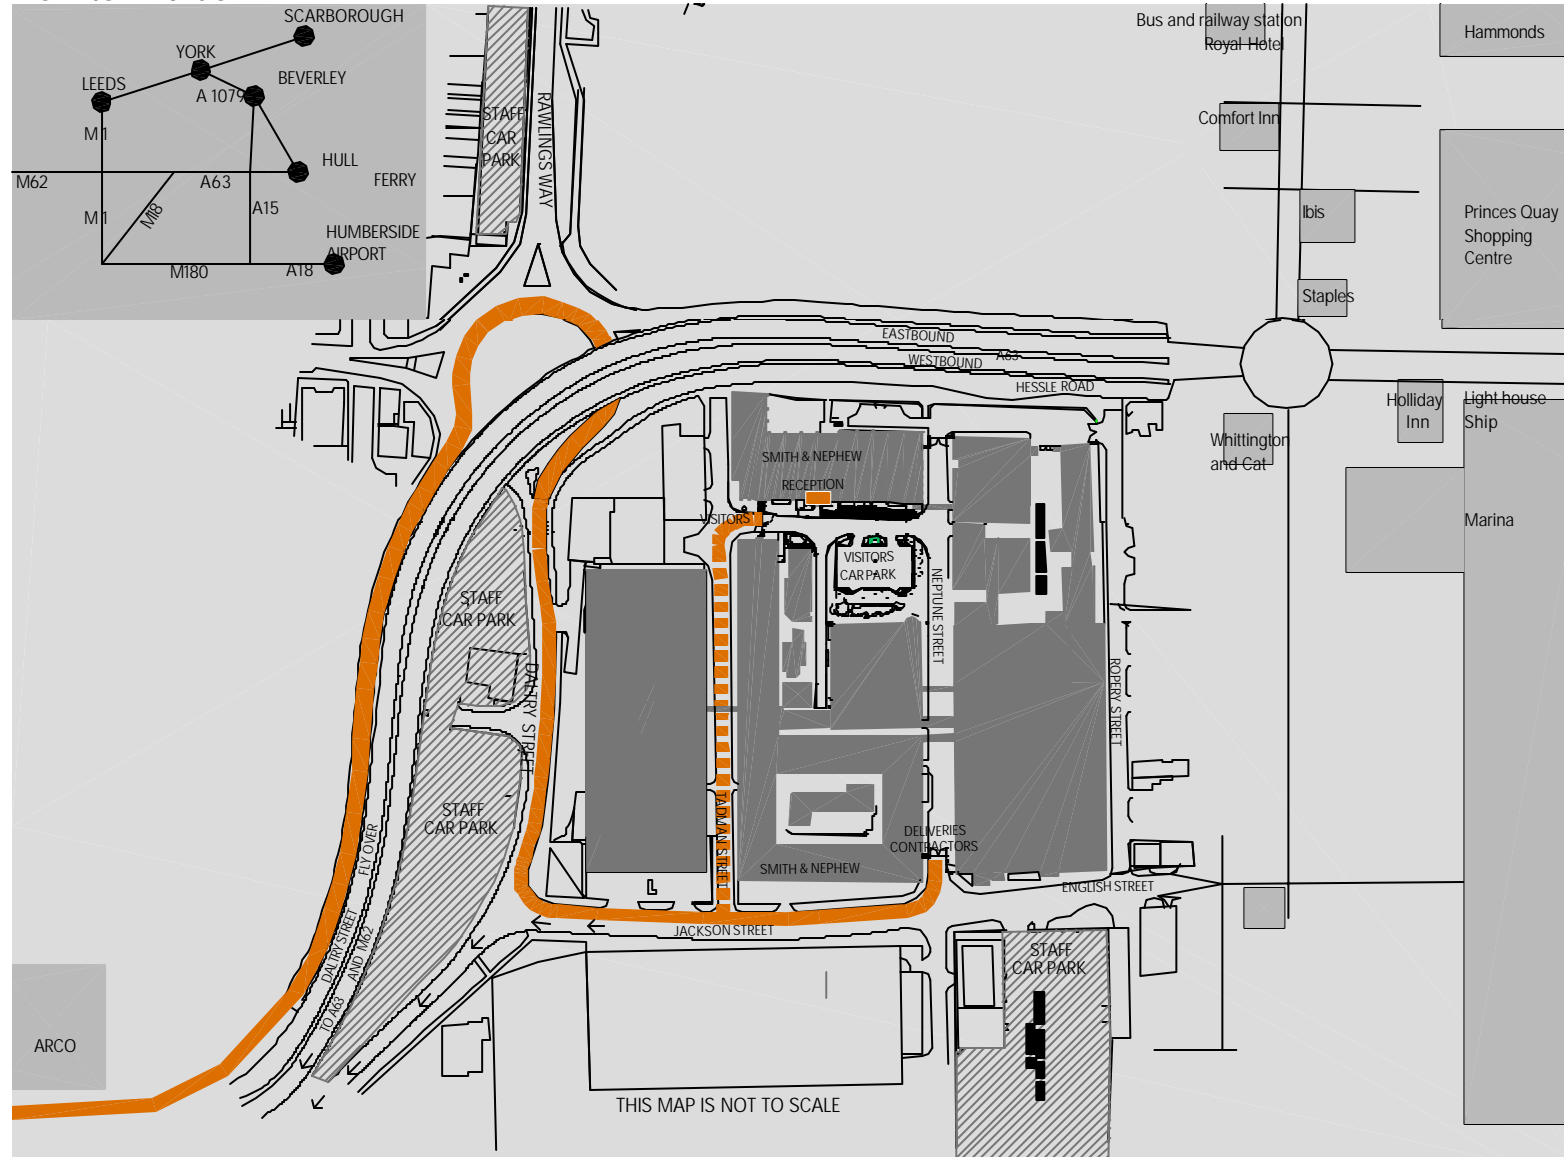 SCARBOROUGH
YORK
LEEDS
BEVERLEY
A 1079
M1
HULL
M62
A63
FERRY
M1
M18
A15
HUMBERSIDE
AIRPORT
M180
A18
STAFF
CAR
PARK
RAWLINGS WAY
Bus and railway station
Royal Hotel
Hammonds
Comfort Inn
Ibis
Princes Quay
Shopping
Centre
Staples
EASTBOUND
WESTBOUND
A63
HESSLE ROAD
Holliday
Inn
Light house
Ship
Whittington
and Cat
Marina
SMITH & NEPHEW
RECEPTION
VISITORS
VISITORS
CAR PARK
NEPTUNE STREET
STAFF
CAR PARK
DALTRY STREET
ROPERY STREET
STAFF
CAR PARK
TADMAN STREET
DELIVERIES
CONTRACTORS
SMITH & NEPHEW
ENGLISH STREET
JACKSON STREET
DALTRY STREET FLY OVER
TO A63 AND M62
STAFF
CAR PARK
ARCO
THIS MAP IS NOT TO SCALE